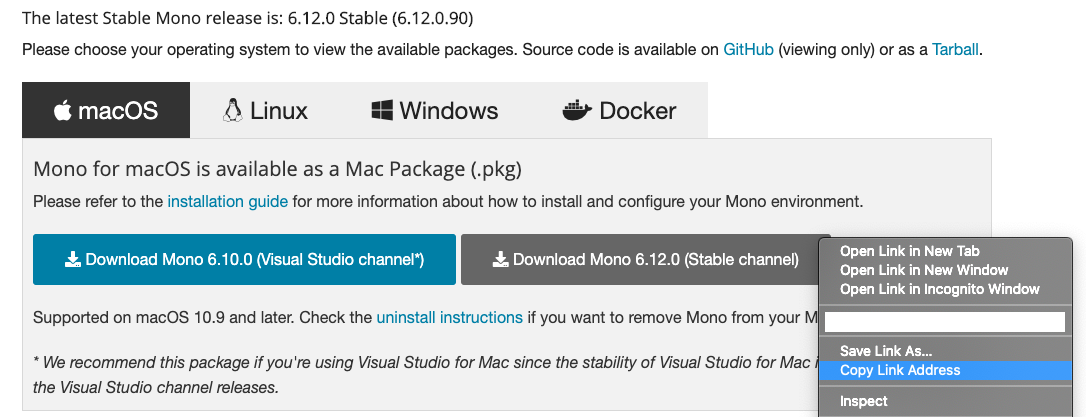 The latest Stable Mono release is: 6.12.0 Stable (6.12.0.90)
Please choose your operating system to view the available packages. Source code is available on GitHub (viewing only) or as a Tarball.
macOS Linux Windows Docker
Mono for macOS is available as a Mac Package (.pkg)
Please refer to the installation guide for more information about how to install and configure your Mono environment.
Download Mono 6.10.0 (Visual Studio channel*) Download Mono 6.12.0 (Stable channel)
Supported on macOS 10.9 and later. Check the uninstall instructions if you want to remove Mono from your M
* We recommend this package if you're using Visual Studio for Mac since the stability of Visual Studio for Mac i
the Visual Studio channel releases.
Open Link in New Tab
Open Link in New Window
Open Link in Incognito Window
Save Link As...
Copy Link Address
Inspect